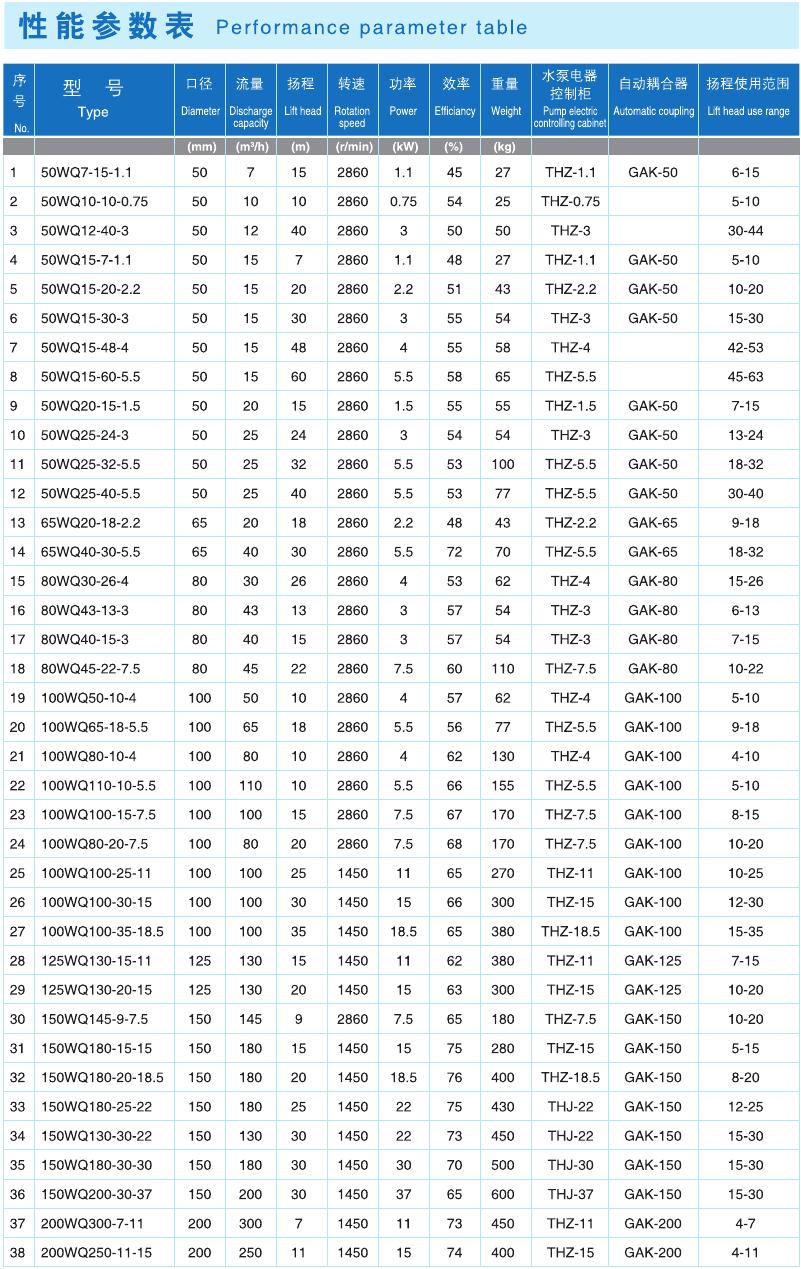 性能参数表 Performance parameter table
序号 型 号 口径 流量 扬程 转速 功率 效率 重量 水泵电器控制柜 自动耦合器 扬程使用范围
No. Type Diameter Discharge capacity Lift head Rotation speed Power Efficiancy Weight Pump electric controlling cabinet Automatic coupling Lift head use range
(mm) (m³/h) (m) (r/min) (kW) (%) (kg)
1 50WQ7-15-1.1 50 7 15 2860 1.1 45 27 THZ-1.1 GAK-50 6-15
2 50WQ10-10-0.75 50 10 10 2860 0.75 54 25 THZ-0.75 5-10
3 50WQ12-40-3 50 12 40 2860 3 50 50 THZ-3 30-44
4 50WQ15-7-1.1 50 15 7 2860 1.1 48 27 THZ-1.1 GAK-50 5-10
5 50WQ15-20-2.2 50 15 20 2860 2.2 51 43 THZ-2.2 GAK-50 10-20
6 50WQ15-30-3 50 15 30 2860 3 55 54 THZ-3 GAK-50 15-30
7 50WQ15-48-4 50 15 48 2860 4 55 58 THZ-4 42-53
8 50WQ15-60-5.5 50 15 60 2860 5.5 58 65 THZ-5.5 45-63
9 50WQ20-15-1.5 50 20 15 2860 1.5 55 55 THZ-1.5 GAK-50 7-15
10 50WQ25-24-3 50 25 24 2860 3 54 54 THZ-3 GAK-50 13-24
11 50WQ25-32-5.5 50 25 32 2860 5.5 53 100 THZ-5.5 GAK-50 18-32
12 50WQ25-40-5.5 50 25 40 2860 5.5 53 77 THZ-5.5 GAK-50 30-40
13 65WQ20-18-2.2 65 20 18 2860 2.2 48 43 THZ-2.2 GAK-65 9-18
14 65WQ40-30-5.5 65 40 30 2860 5.5 72 70 THZ-5.5 GAK-65 18-32
15 80WQ30-26-4 80 30 26 2860 4 53 62 THZ-4 GAK-80 15-26
16 80WQ43-13-3 80 43 13 2860 3 57 54 THZ-3 GAK-80 6-13
17 80WQ40-15-3 80 40 15 2860 3 57 54 THZ-3 GAK-80 7-15
18 80WQ45-22-7.5 80 45 22 2860 7.5 60 110 THZ-7.5 GAK-80 10-22
19 100WQ50-10-4 100 50 10 2860 4 57 62 THZ-4 GAK-100 5-10
20 100WQ65-18-5.5 100 65 18 2860 5.5 56 77 THZ-5.5 GAK-100 9-18
21 100WQ80-10-4 100 80 10 2860 4 62 130 THZ-4 GAK-100 4-10
22 100WQ110-10-5.5 100 110 10 2860 5.5 66 155 THZ-5.5 GAK-100 5-10
23 100WQ100-15-7.5 100 100 15 2860 7.5 67 170 THZ-7.5 GAK-100 8-15
24 100WQ80-20-7.5 100 80 20 2860 7.5 68 170 THZ-7.5 GAK-100 10-20
25 100WQ100-25-11 100 100 25 1450 11 65 270 THZ-11 GAK-100 10-25
26 100WQ100-30-15 100 100 30 1450 15 66 300 THZ-15 GAK-100 12-30
27 100WQ100-35-18.5 100 100 35 1450 18.5 65 380 THZ-18.5 GAK-100 15-35
28 125WQ130-15-11 125 130 15 1450 11 62 380 THZ-11 GAK-125 7-15
29 125WQ130-20-15 125 130 20 1450 15 63 300 THZ-15 GAK-125 10-20
30 150WQ145-9-7.5 150 145 9 2860 7.5 65 180 THZ-7.5 GAK-150 10-20
31 150WQ180-15-15 150 180 15 1450 15 75 280 THZ-15 GAK-150 5-15
32 150WQ180-20-18.5 150 180 20 1450 18.5 76 400 THZ-18.5 GAK-150 8-20
33 150WQ180-25-22 150 180 25 1450 22 75 430 THJ-22 GAK-150 12-25
34 150WQ130-30-22 150 130 30 1450 22 73 450 THJ-22 GAK-150 15-30
35 150WQ180-30-30 150 180 30 1450 30 70 500 THJ-30 GAK-150 15-30
36 150WQ200-30-37 150 200 30 1450 37 65 600 THJ-37 GAK-150 15-30
37 200WQ300-7-11 200 300 7 1450 11 73 450 THZ-11 GAK-200 4-7
38 200WQ250-11-15 200 250 11 1450 15 74 400 THZ-15 GAK-200 4-11